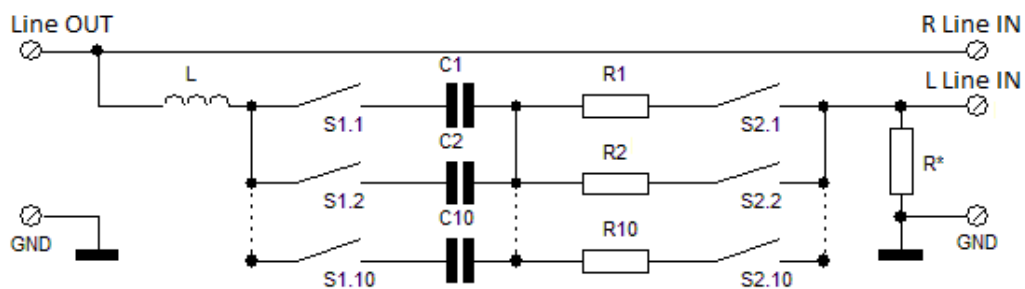 Line OUT
R Line IN
L
C1
R1
L Line IN
S1.1
S2.1
C2
R2
R*
S1.2
S2.2
C10
R10
GND
GND
S1.10
S2.10